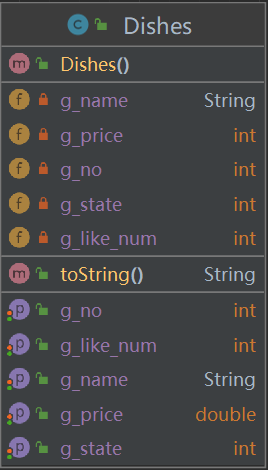 Dishes
Dishes()
g_name String
g_price int
g_no int
g_state int
g_like_num int
toString() String
g_no int
g_like_num int
g_name String
g_price double
g_state int